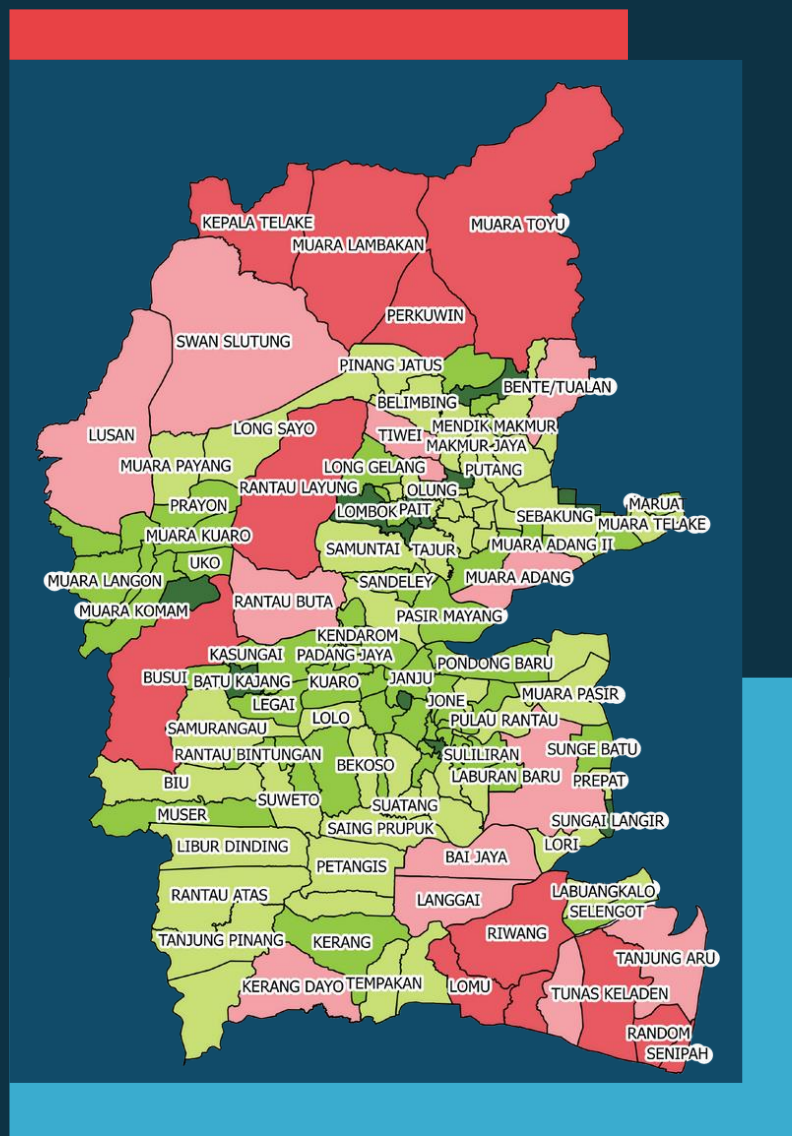 KEPALA TELAKE
MUARA TOYU
MUARA LAMBAKAN
PERKUWIN
SWAN SLUTUNG
PINANG JATUS
BENTE/TUALAN
BELIMBING
LONG SAYO
MENDIK MAKMUR
LUSAN
TIWEI
MAKMUR JAYA
MUARA PAYANG
LONG GELANG
PUTANG
RANTAU LAYUNG
OLUNG
PRAYON
LOMBOK
PAIT
SEBAKUNG
MARUAT
MUARA TELAKE
MUARA KUARO
SAMUNTAI
TAJUR
MUARA ADANG II
UKO
MUARA LANGON
SANDELEY
MUARA ADANG
MUARA KOMAM
RANTAU BUTA
PASIR MAYANG
KENDAROM
KASUNGAI
PADANG JAYA
PONDONG BARU
BUSUI
BATU KAJANG
KUARO
JANJU
MUARA PASIR
LEGAI
JONE
LOLO
PULAU RANTAU
SAMURANGAU
SUNGE BATU
RANTAU BINTUNGAN
SULILIRAN
BEKOSO
LABURAN BARU
PREPAT
BIU
SUWETO
SUATANG
MUSER
SAING PRUPUK
SUNGAI LANGIR
LIBUR DINDING
LORI
BAI JAYA
PETANGIS
RANTAU ATAS
LANGGAI
LABUANGKALO
SELENGOT
TANJUNG PINANG
KERANG
RIWANG
TANJUNG ARU
KERANG DAYO
TEMPAKAN
LOMU
TUNAS KELADEN
RANDOM
SENIPAH